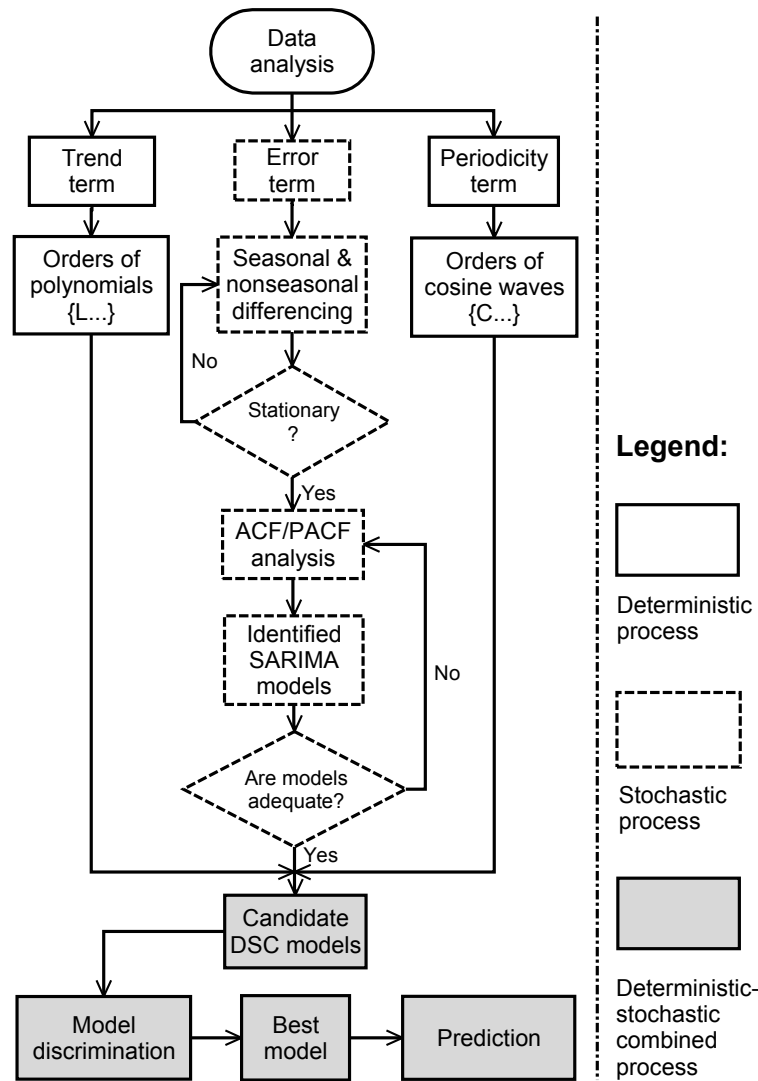 Data
analysis
Trend
term
Error
term
Periodicity
term
Orders of
polynomials
{L...}
Seasonal &
nonseasonal
differencing
Orders of
cosine waves
{C...}
No
Stationary
?
Yes
ACF/PACF
analysis
Identified
SARIMA
models
No
Are models
adequate?
Yes
Candidate
DSC models
Model
discrimination
Best
model
Prediction
Legend:
Deterministic
process
Stochastic
process
Deterministic-
stochastic
combined
process